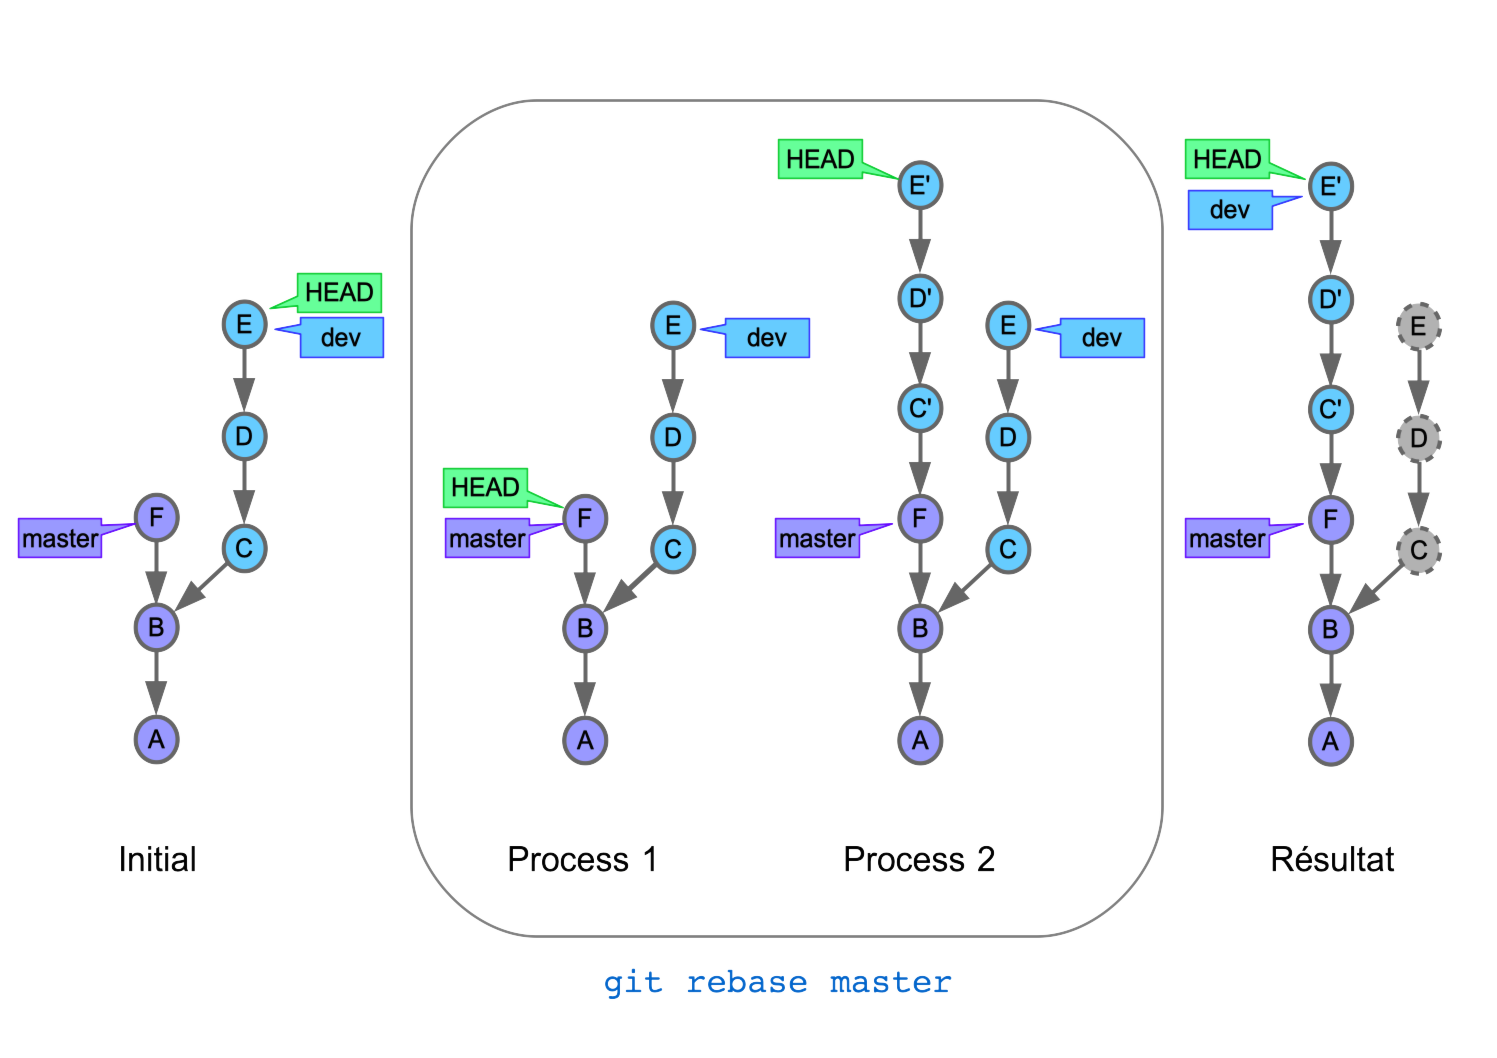 HEAD
E
dev
D
F
master
C
B
A
Initial
E
dev
D
HEAD
F
master
C
B
A
Process 1
HEAD
E'
D'
E
dev
C'
D
F
master
C
B
A
Process 2
HEAD
E'
dev
D'
E
C'
D
F
master
C
B
A
Résultat
git rebase master